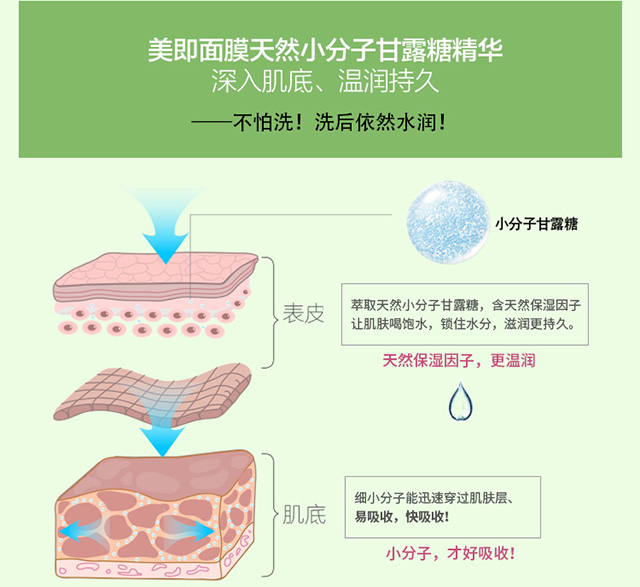 美即面膜天然小分子甘露糖精华
深入肌底、温润持久
——不怕洗！洗后依然水润！
小分子甘露糖
表皮
萃取天然小分子甘露糖，含天然保湿因子
让肌肤喝饱水，锁住水分，滋润更持久。
天然保湿因子，更温润
肌底
细小分子能迅速穿过肌肤层、
易吸收，快吸收！
小分子，才好吸收！